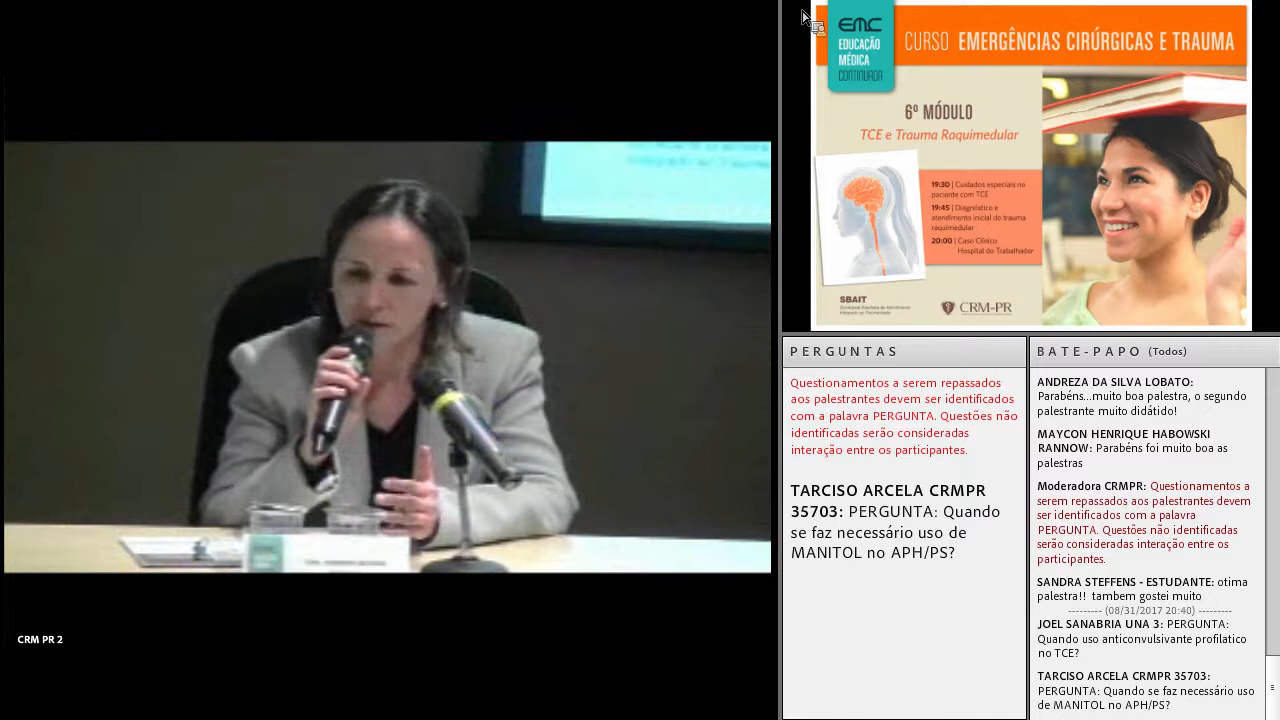 CRM PR 2
EMC
EDUCAÇÃO
MÉDICA
CONTINUADA
CURSO EMERGÊNCIAS CIRÚRGICAS E TRAUMA
6º MÓDULO
TCE e Trauma Raquimedular
19:30 | Cuidados especiais no
paciente com TCE
19:45 | Diagnóstico e
atendimento inicial do trauma
raquimedular
20:00 | Caso Clínico
Hospital do Trabalhador
SBAIT
CRM-PR
PERGUNTAS
Questionamentos a serem repassados
aos palestrantes devem ser identificados
com a palavra PERGUNTA. Questões não
identificadas serão consideradas
interação entre os participantes.
TARCISO ARCELA CRMPR
35703: PERGUNTA: Quando
se faz necessário uso de
MANITOL no APH/PS?
BATE-PAPO (Todos)
ANDREZA DA SILVA LOBATO:
Parabéns...muito boa palestra, o segundo
palestrante muito didátido!
MAYCON HENRIQUE HABOWSKI
RANNOW: Parabéns foi muito boa as
palestras
Moderadora CRMPR: Questionamentos a
serem repassados aos palestrantes devem
ser identificados com a palavra
PERGUNTA. Questões não identificadas
serão consideradas interação entre os
participantes.
SANDRA STEFFENS - ESTUDANTE: otima
palestra!! tambem gostei muito
--------- (08/31/2017 20:40) ---------
JOEL SANABRIA UNA 3: PERGUNTA:
Quando uso anticonvulsivante profilatico
no TCE?
TARCISO ARCELA CRMPR 35703:
PERGUNTA: Quando se faz necessário uso
de MANITOL no APH/PS?